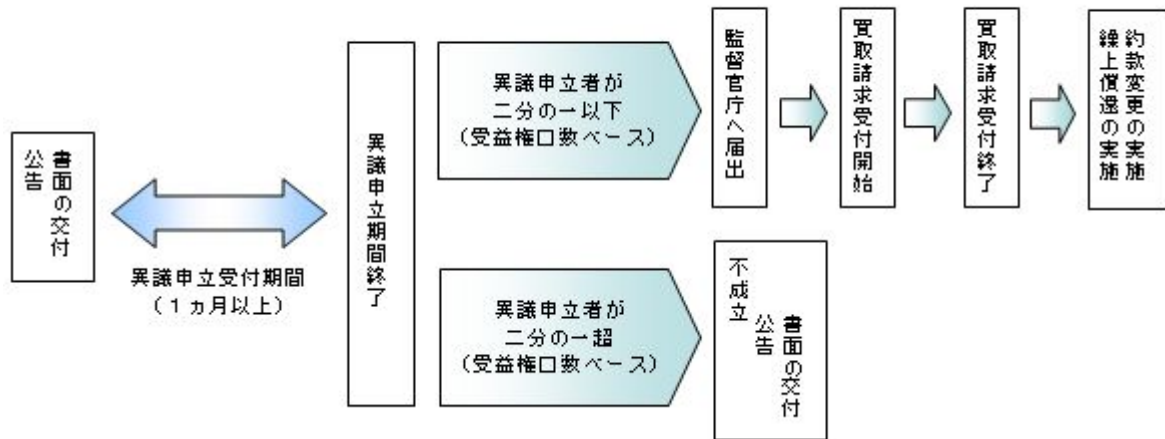 公告
書面の交付
異議申立受付期間
（１ヵ月以上）
異議申立期間終了
異議申立者が
二分の一以下
（受益権口数ベース）
監督官庁へ届出
買取請求受付開始
買取請求受付終了
約款変更の実施
繰上償還の実施
異議申立者が
二分の一超
（受益権口数ベース）
不成立
公告
書面の交付